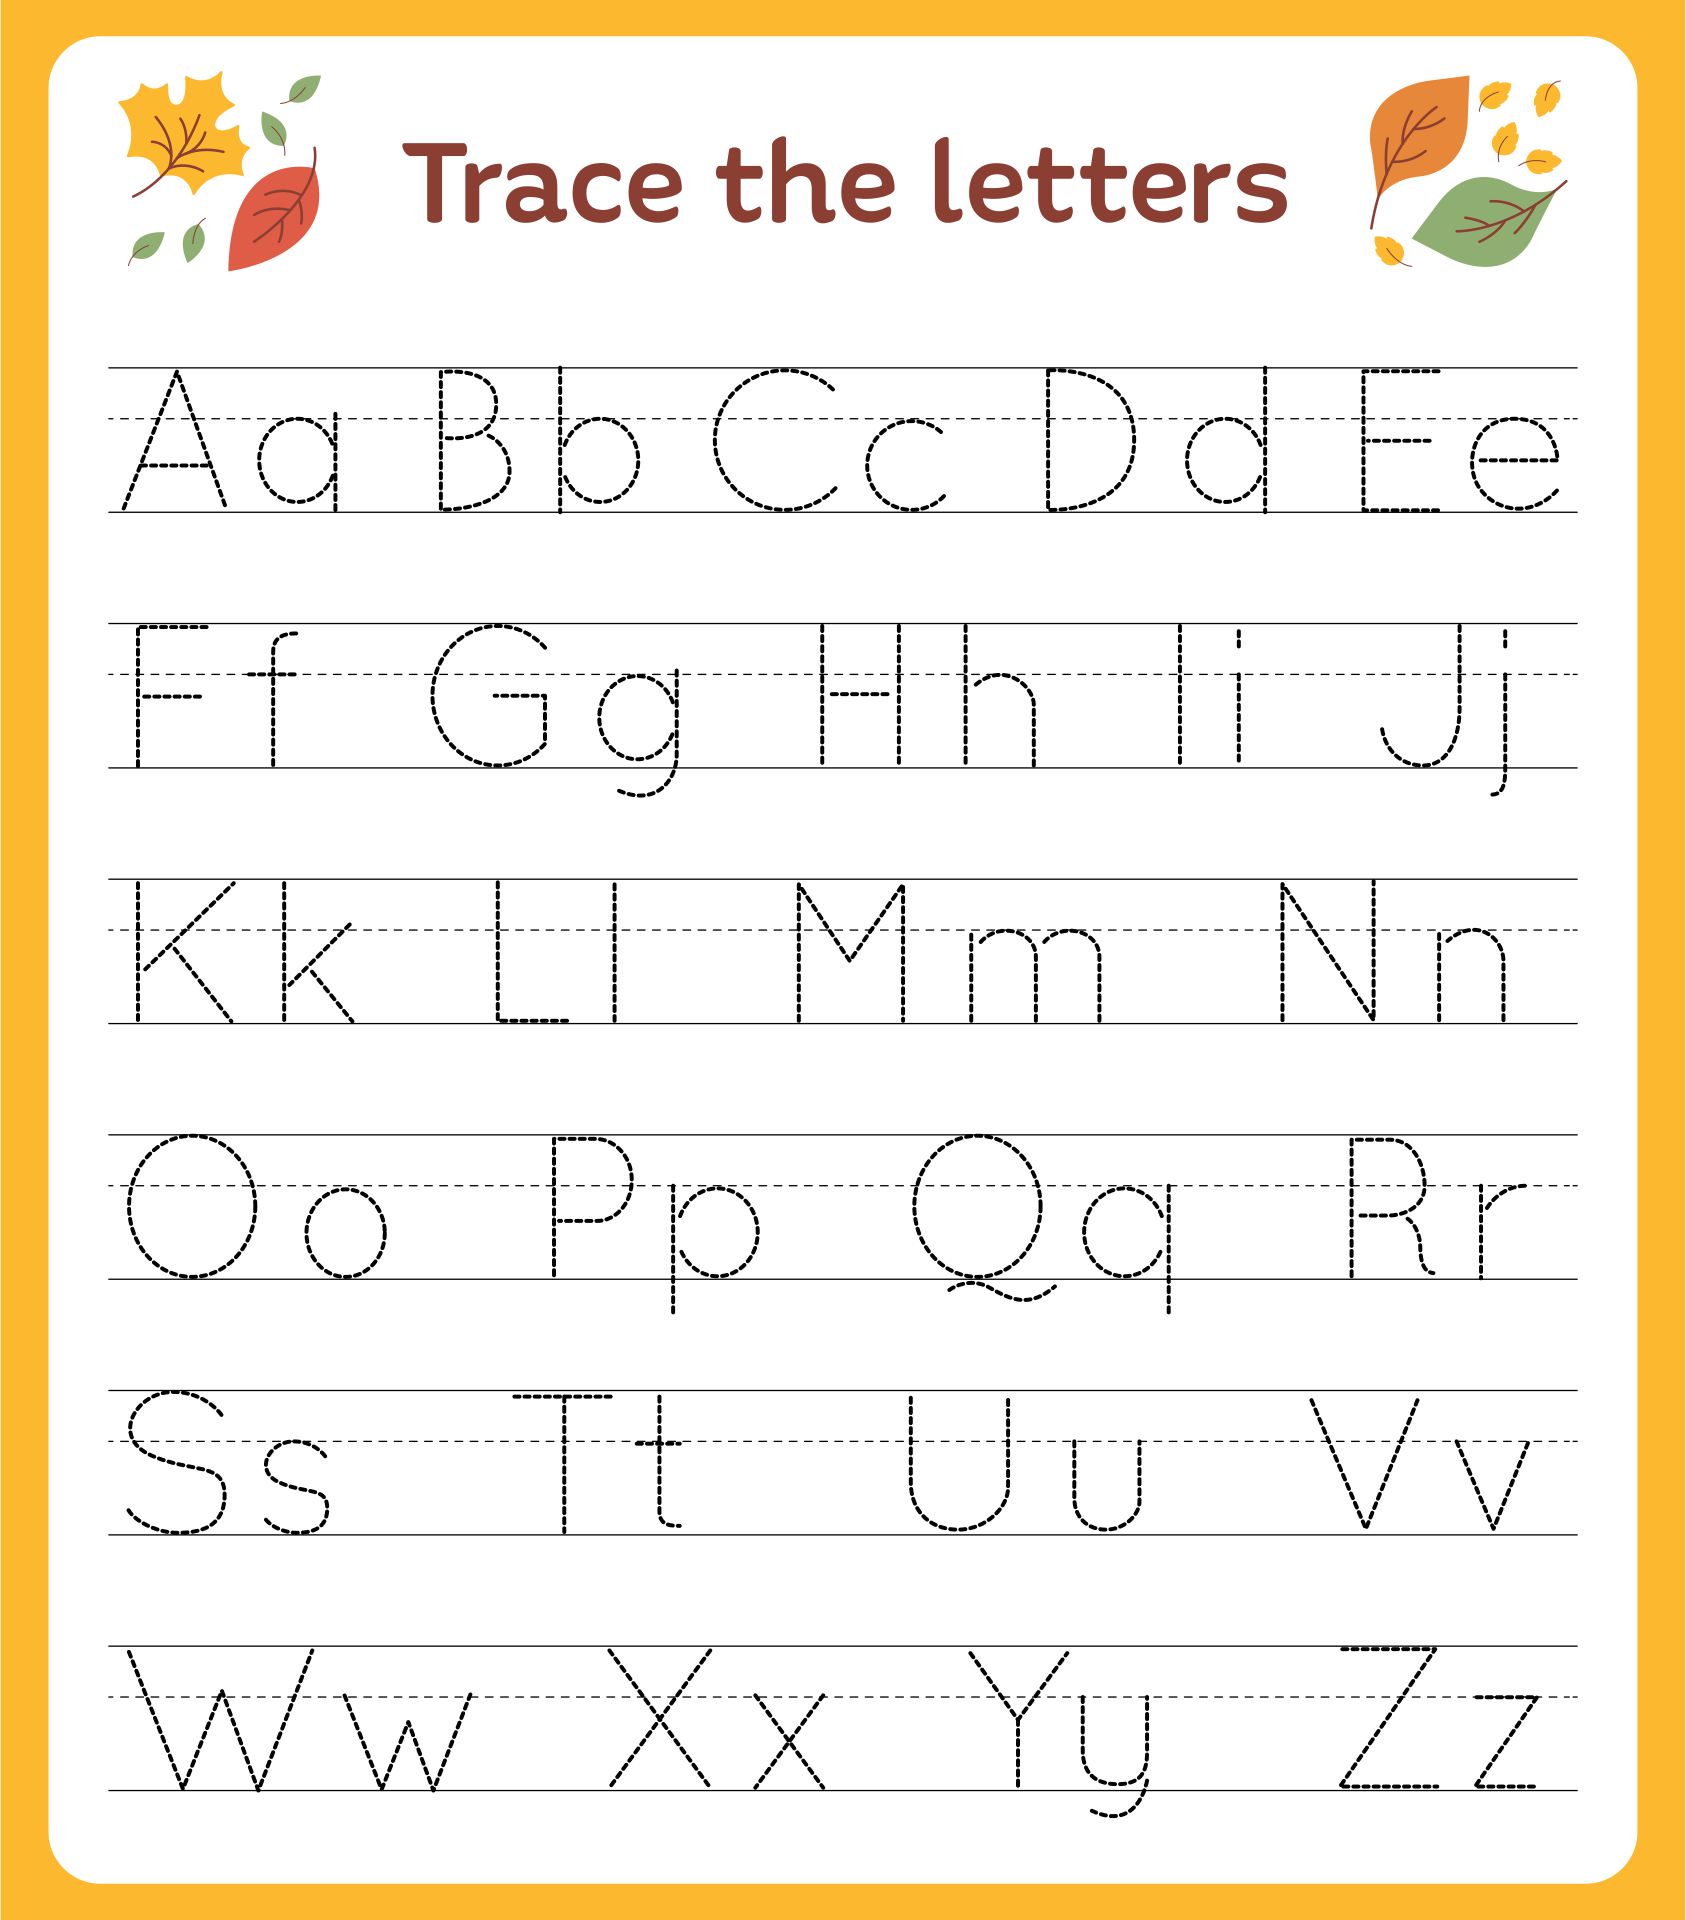 Trace the letters
Aa Bb Cc Dd Ee
Ff Gg Hh Ii Jj
Kk Ll Mm Nn
Oo Pp Qq Rr
Ss Tt Uu Vv
Ww Xx Yy Zz